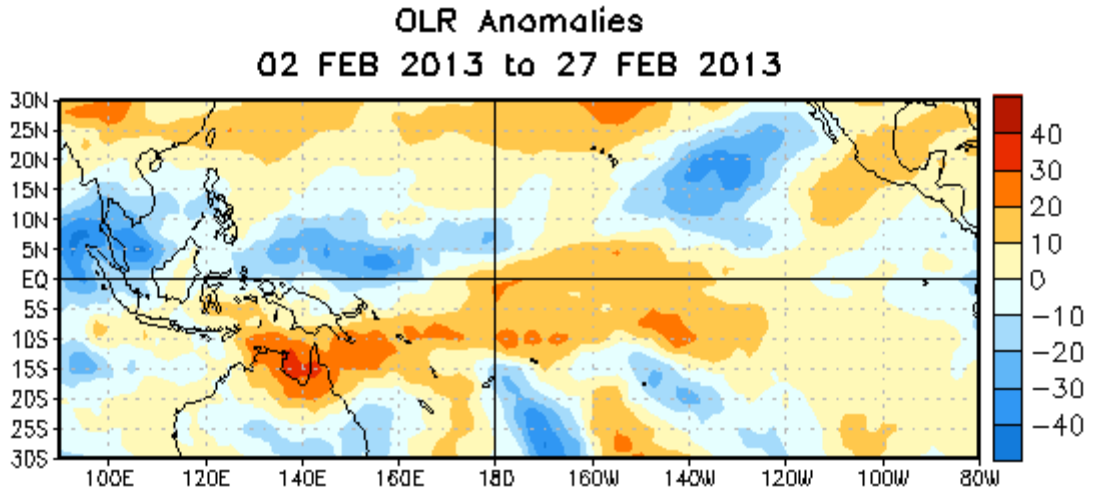 OLR Anomalies
02 FEB 2013 to 27 FEB 2013
30N
25N
20N
15N
10N
5N
EQ
5S
10S
15S
20S
25S
30S
100E 120E 140E 160E 180 160W 140W 120W 100W 80W
40
30
20
10
0
-10
-20
-30
-40